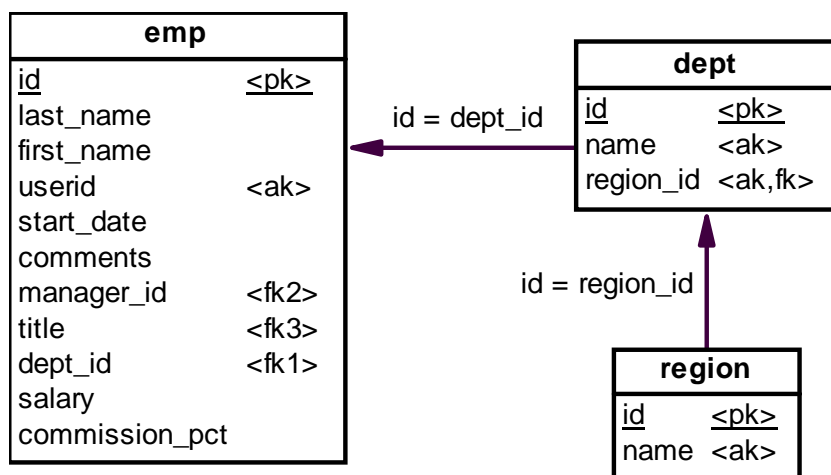 emp
id <pk>
last_name
first_name
userid <ak>
start_date
comments
manager_id <fk2>
title <fk3>
dept_id <fk1>
salary
commission_pct
id = dept_id
dept
id <pk>
name <ak>
region_id <ak,fk>
id = region_id
region
id <pk>
name <ak>